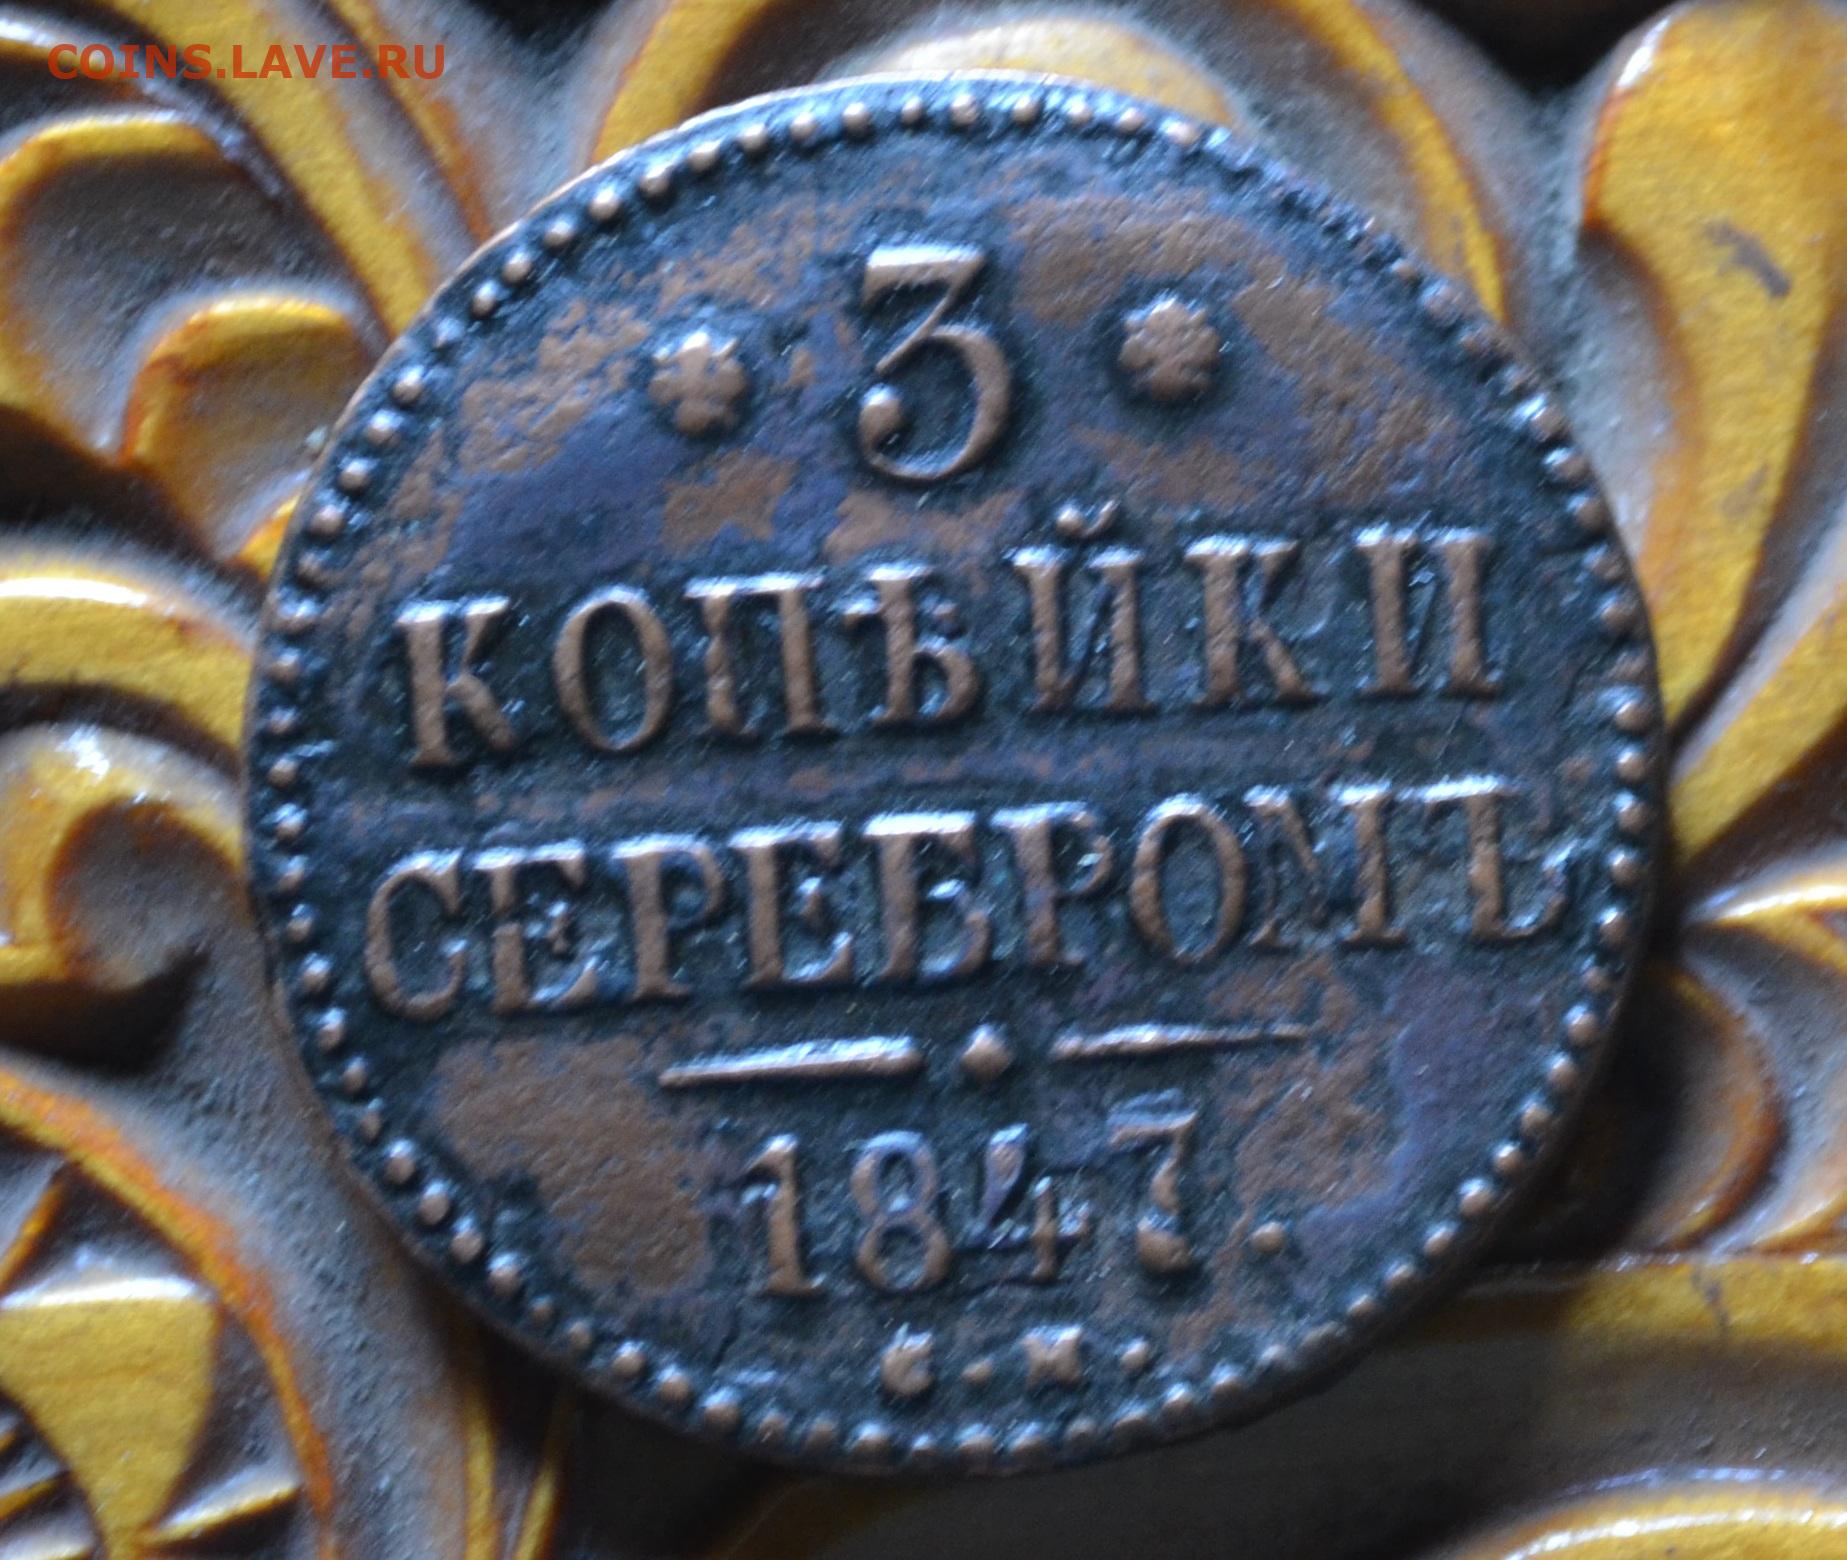 COINS.LAVE.RU
* 3 *
КОПѢЙКИ
СЕРЕБРОМЪ
1847.
С. М.